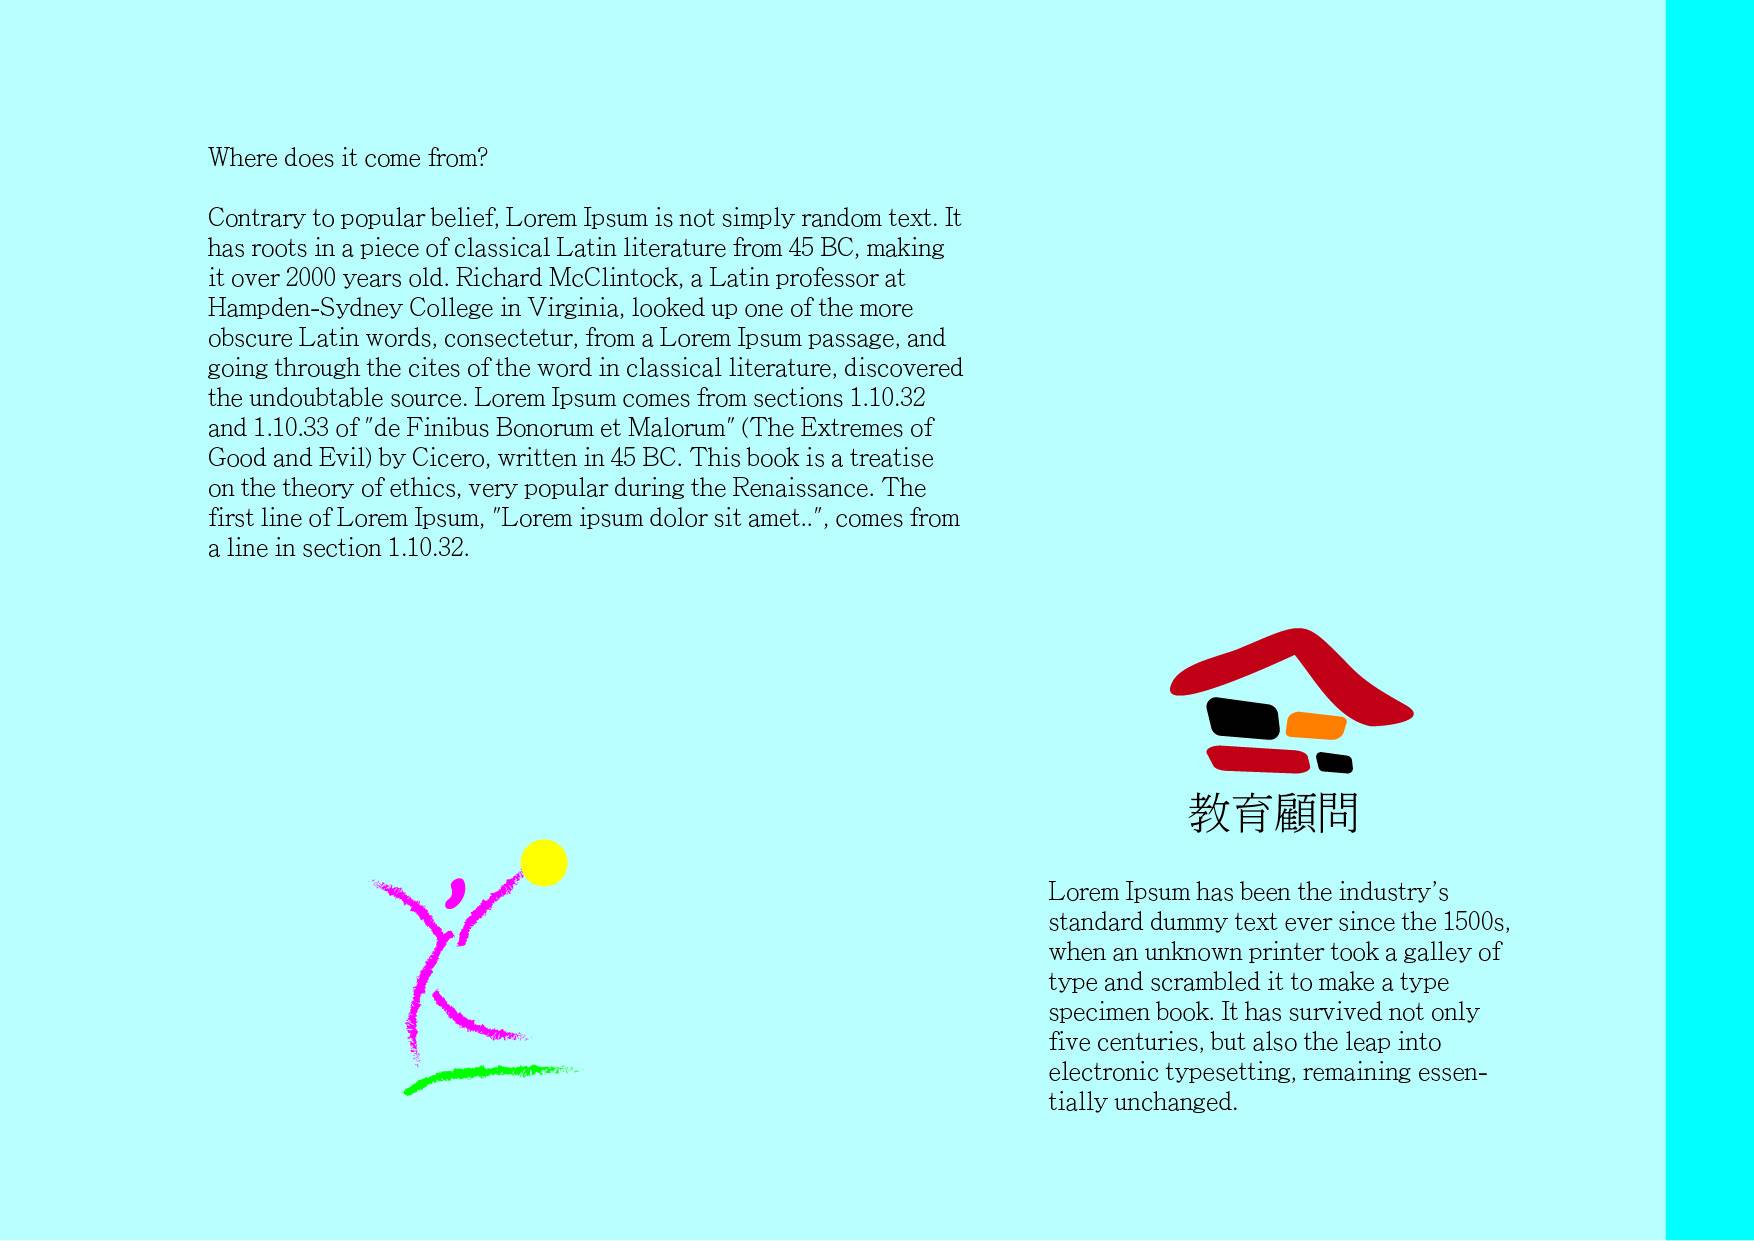 Where does it come from?
Contrary to popular belief, Lorem Ipsum is not simply random text. It
has roots in a piece of classical Latin literature from 45 BC, making
it over 2000 years old. Richard McClintock, a Latin professor at
Hampden-Sydney College in Virginia, looked up one of the more
obscure Latin words, consectetur, from a Lorem Ipsum passage, and
going through the cites of the word in classical literature, discovered
the undoubtable source. Lorem Ipsum comes from sections 1.10.32
and 1.10.33 of "de Finibus Bonorum et Malorum" (The Extremes of
Good and Evil) by Cicero, written in 45 BC. This book is a treatise
on the theory of ethics, very popular during the Renaissance. The
first line of Lorem Ipsum, "Lorem ipsum dolor sit amet..", comes from
a line in section 1.10.32.
教育顧問
Lorem Ipsum has been the industry's
standard dummy text ever since the 1500s,
when an unknown printer took a galley of
type and scrambled it to make a type
specimen book. It has survived not only
five centuries, but also the leap into
electronic typesetting, remaining essen-
tially unchanged.